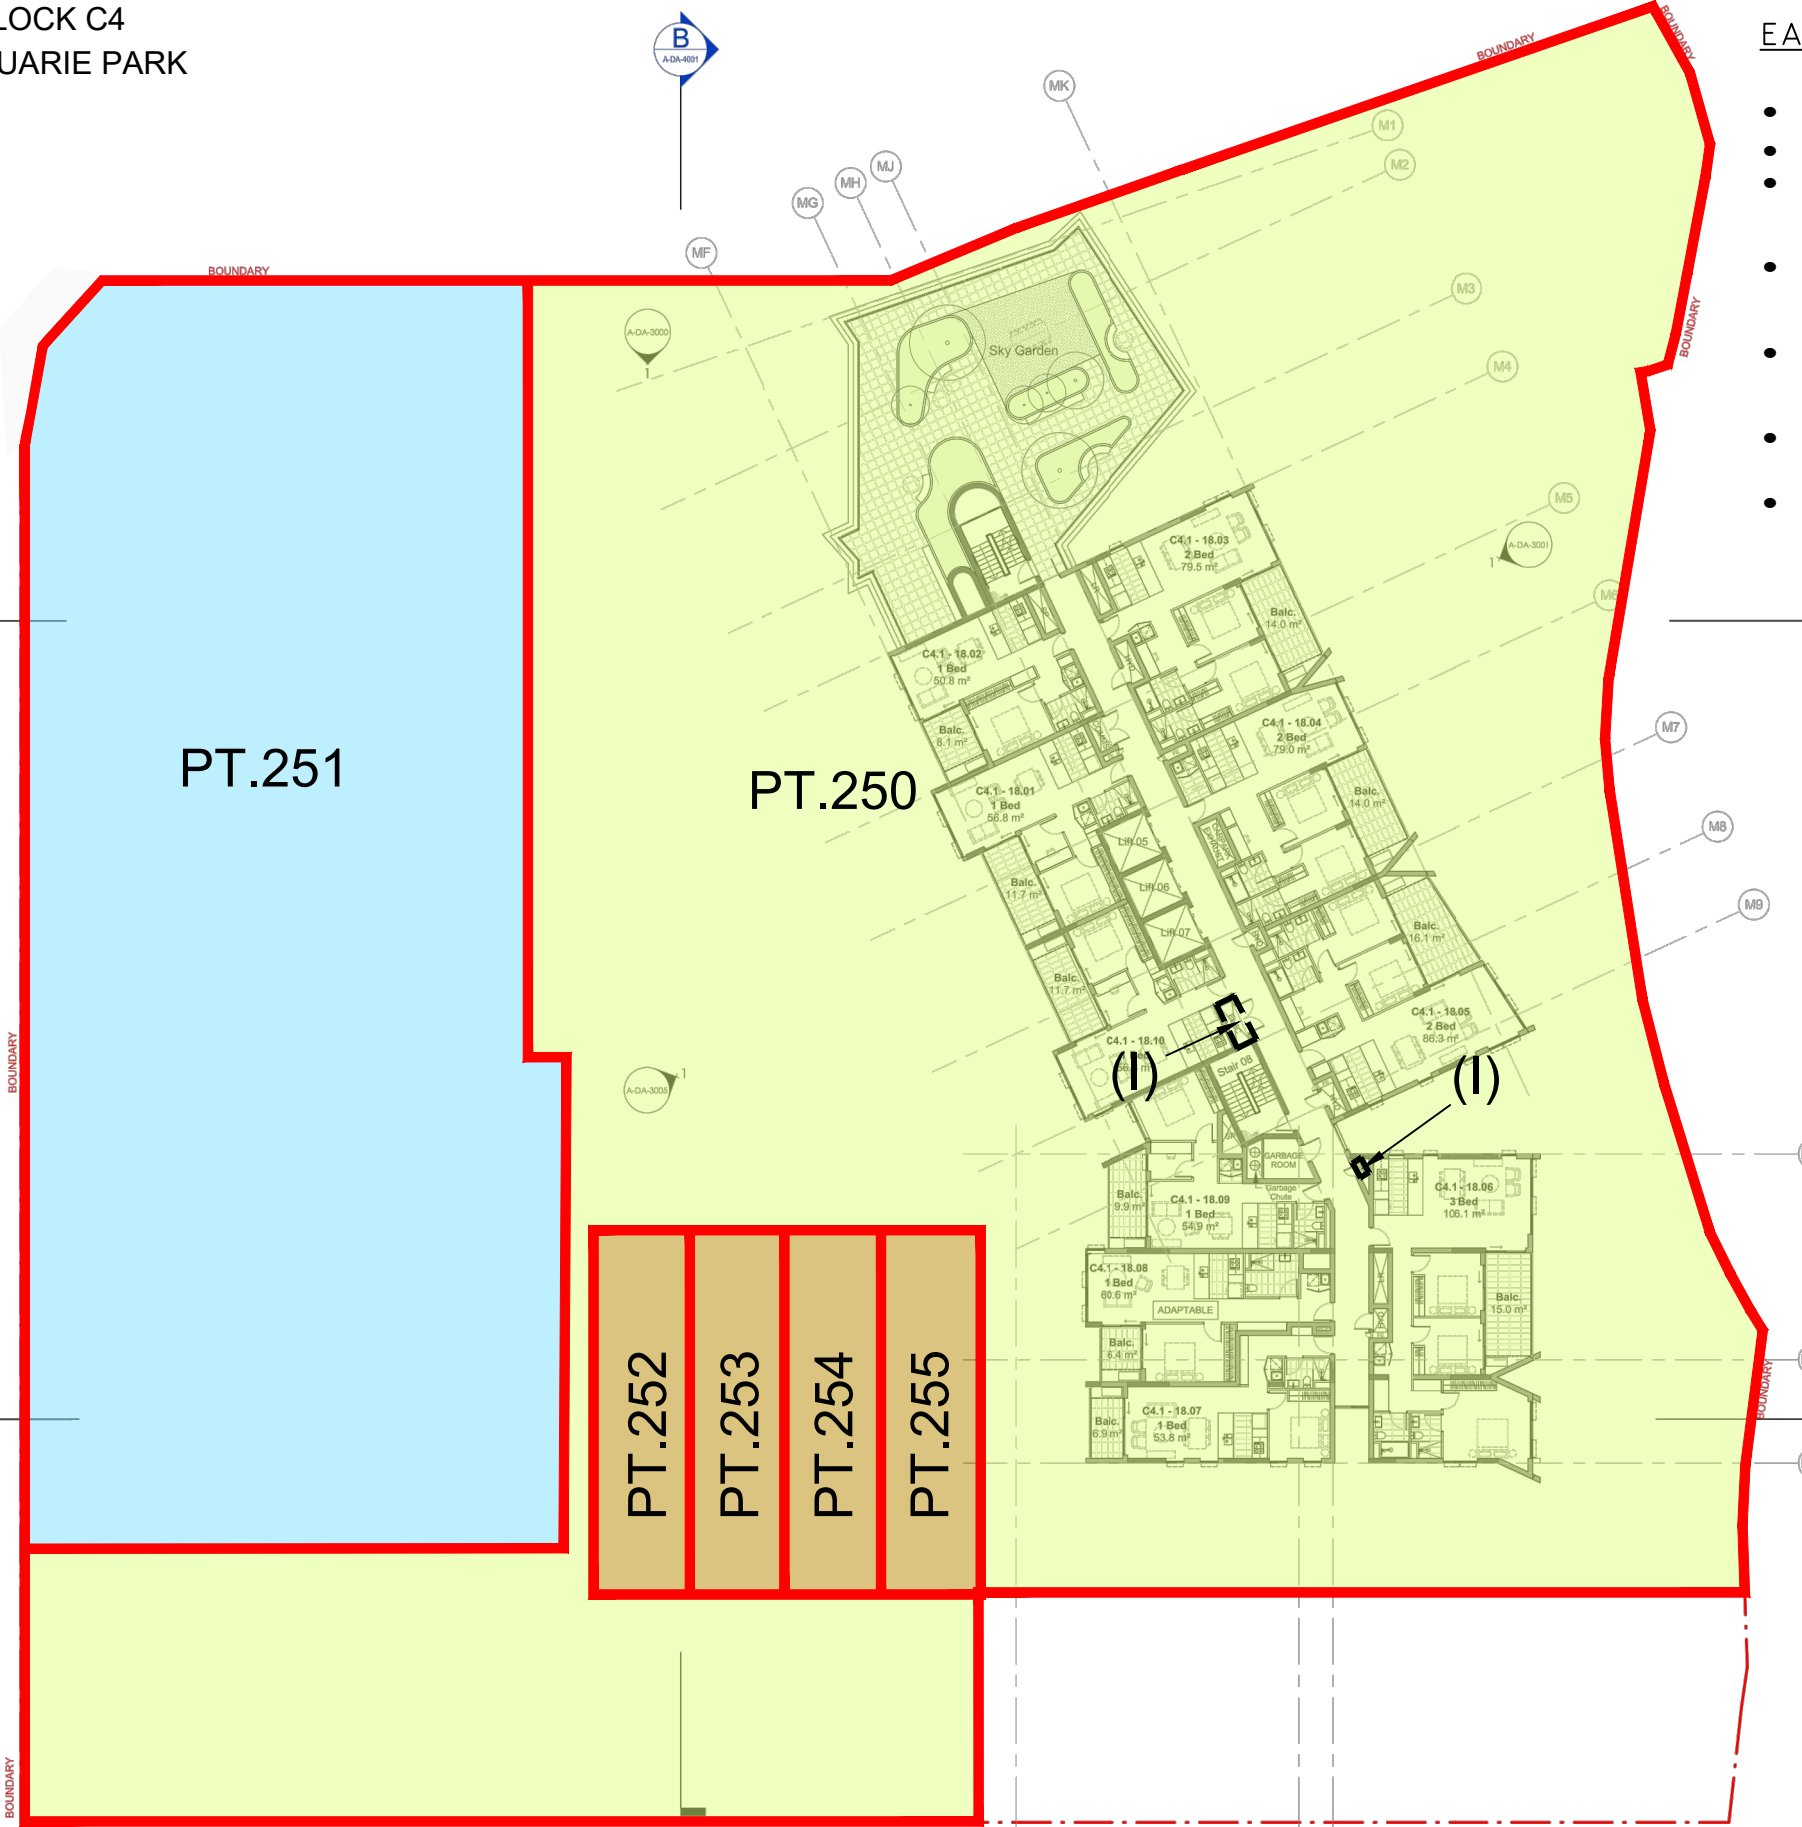 LOCK C4
UARIE PARK
B
A-DA-4001
EA
BOUNDARY
BOUNDARY
BOUNDARY
BOUNDARY
MK
M1
M2
MJ
MH
MG
MF
M3
M4
M5
M6
M7
M8
M9
A-DA-3000
1
A-DA-3001
1
A-DA-3005
1
Sky Garden
PT.251
PT.250
C4.1 - 18.03
2 Bed
79.5 m²
Balc.
14.0 m²
C4.1 - 18.02
1 Bed
50.8 m²
Balc.
8.1 m²
C4.1 - 18.04
2 Bed
79.0 m²
Balc.
14.0 m²
C4.1 - 18.01
1 Bed
56.8 m²
Balc.
11.7 m²
Lift 05
Lift 06
Lift 07
CARPARK
EXHAUST
Balc.
11.7 m²
Balc.
16.1 m²
C4.1 - 18.05
2 Bed
86.3 m²
C4.1 - 18.10
(I)
(I)
Stair 08
GARBAGE
ROOM
Garbage
Chute
C4.1 - 18.09
1 Bed
54.9 m²
Balc.
9.9 m²
C4.1 - 18.06
3 Bed
106.1 m²
Balc.
15.0 m²
C4.1 - 18.08
1 Bed
60.6 m²
ADAPTABLE
Balc.
6.4 m²
C4.1 - 18.07
1 Bed
53.8 m²
Balc.
6.9 m²
PT.252
PT.253
PT.254
PT.255
BOUNDARY
BOUNDARY
BOUNDARY